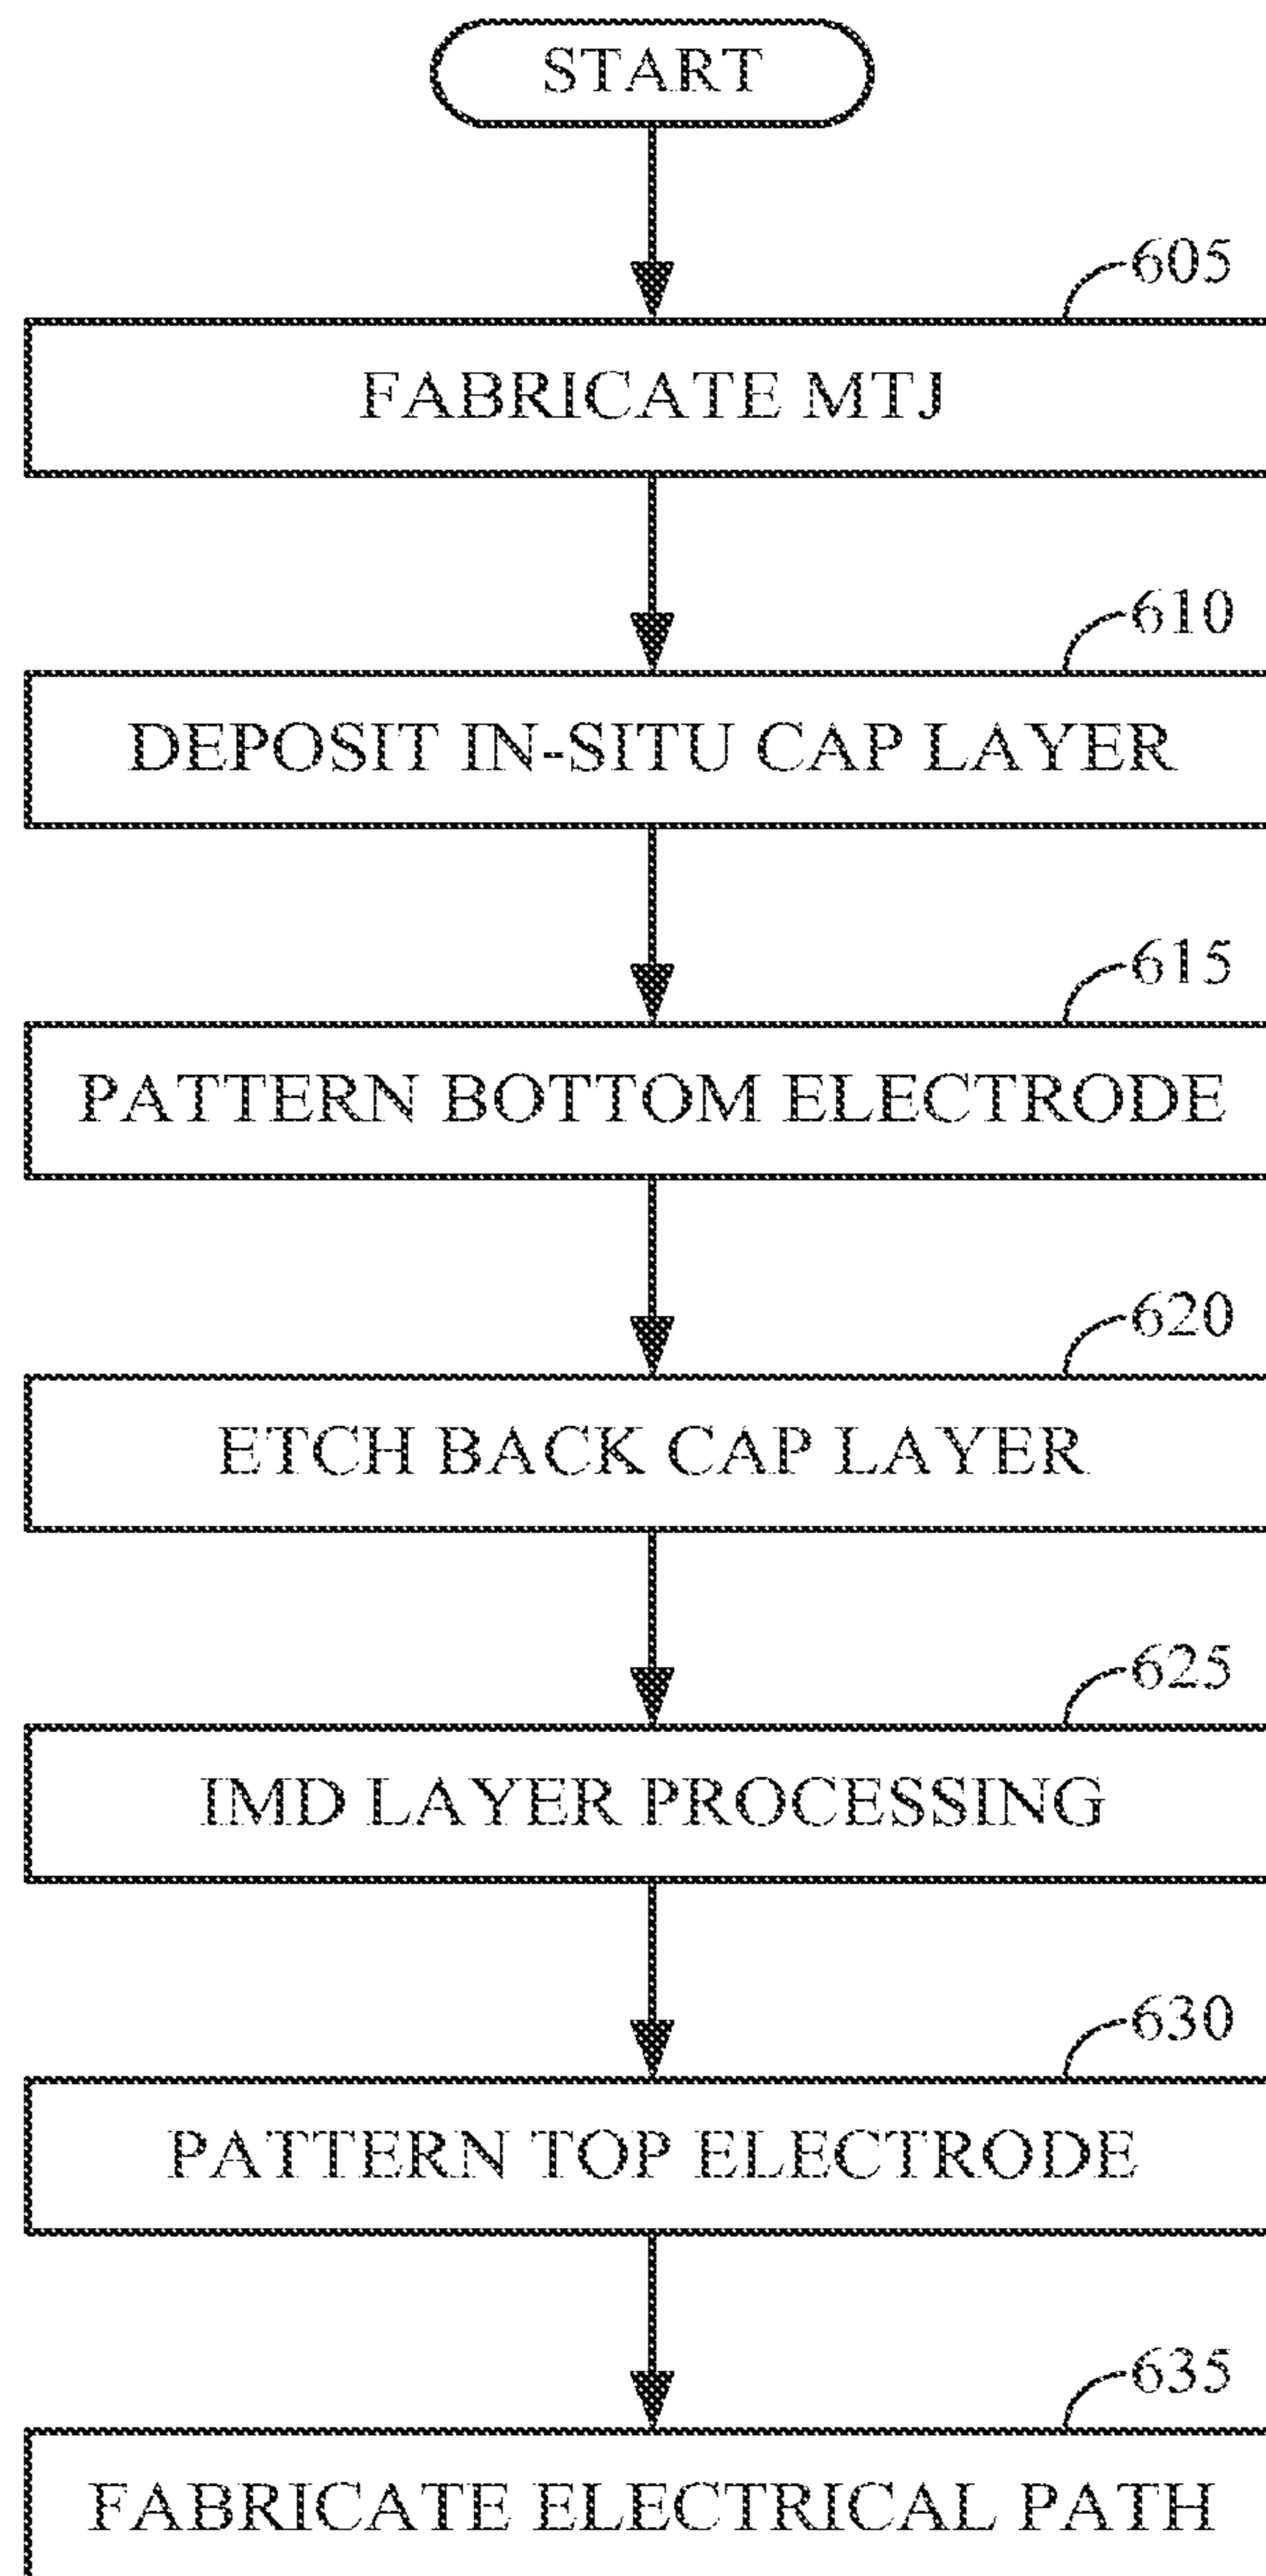 START
605
FABRICATE MTJ
610
DEPOSIT IN-SITU CAP LAYER
615
PATTERN BOTTOM ELECTRODE
620
ETCH BACK CAP LAYER
625
IMD LAYER PROCESSING
630
PATTERN TOP ELECTRODE
635
FABRICATE ELECTRICAL PATH